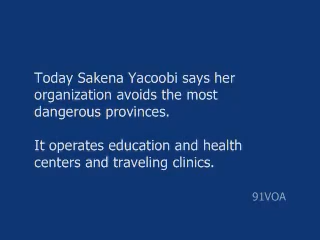 Today Sakena Yacoobi says her
organization avoids the most
dangerous provinces.
It operates education and health
centers and traveling clinics.
91VOA